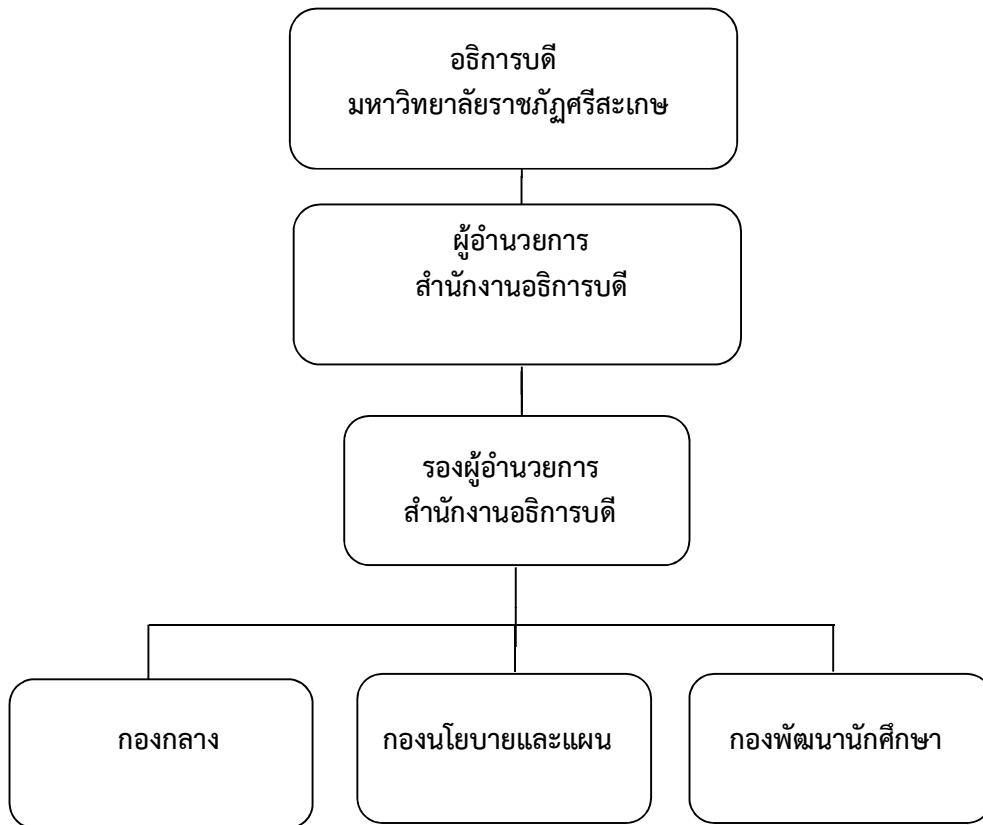 อธิการบดี
มหาวิทยาลัยราชภัฏศรีสะเกษ
ผู้อำนวยการ
สำนักงานอธิการบดี
รองผู้อำนวยการ
สำนักงานอธิการบดี
กองกลาง
กองนโยบายและแผน
กองพัฒนานักศึกษา